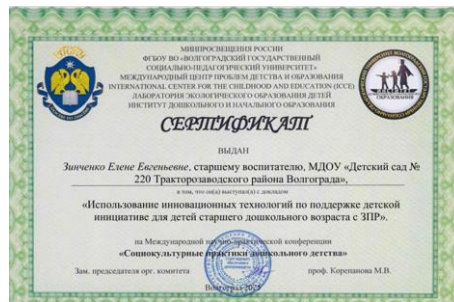 МИНПРОСВЕЩЕНИЯ РОССИИ
ФГБОУ ВО «ВОЛГОГРАДСКИЙ ГОСУДАРСТВЕННЫЙ
СОЦИАЛЬНО-ПЕДАГОГИЧЕСКИЙ УНИВЕРСИТЕТ»
МЕЖДУНАРОДНЫЙ ЦЕНТР ПРОБЛЕМ ДЕТСТВА И ОБРАЗОВАНИЯ
INTERNATIONAL CENTER FOR THE CHILDHOOD AND EDUCATION (ICCE)
ЛАБОРАТОРИЯ ЭКОЛОГИЧЕСКОГО ОБРАЗОВАНИЯ ДЕТЕЙ
ИНСТИТУТ ДОШКОЛЬНОГО И НАЧАЛЬНОГО ОБРАЗОВАНИЯ
СЕРТИФИКАТ
ВЫДАН
Зинченко Елене Евгеньевне, старшему воспитателю, МДОУ «Детский сад №
220 Тракторозаводского района Волгограда»,
в том, что он(а) выступал(а) с докладом
«Использование инновационных технологий по поддержке детской
инициативе для детей старшего дошкольного возраста с ЗПР».
на Международной научно-практической конференции
«Социокультурные практики дошкольного детства»
Зам. председателя орг. комитета проф. Корепанова М.В.
Волгоград